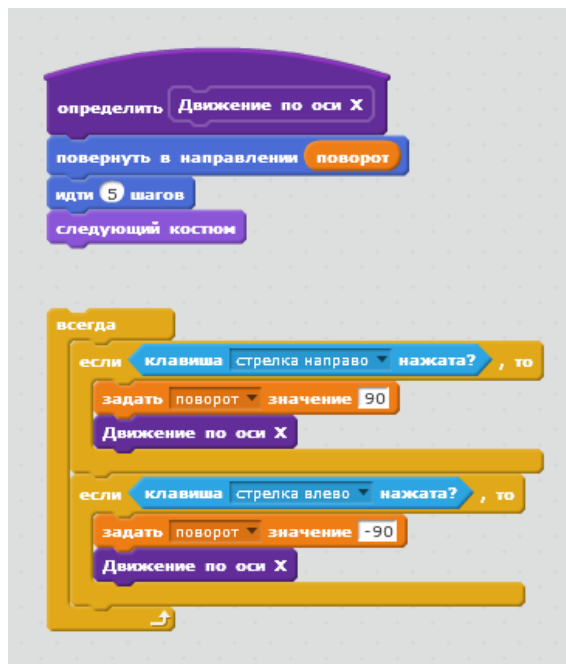 определить Движение по оси X
повернуть в направлении поворот
идти 5 шагов
следующий костюм
всегда
если клавиша стрелка направо нажата? , то
задать поворот значение 90
Движение по оси X
если клавиша стрелка влево нажата? , то
задать поворот значение -90
Движение по оси X